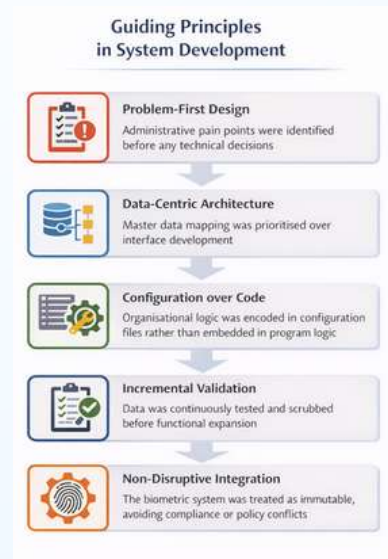 Guiding Principles
in System Development
Problem-First Design
Administrative pain points were identified
before any technical decisions
Data-Centric Architecture
Master data mapping was prioritised over
interface development
Configuration over Code
Organisational logic was encoded in configuration
files rather than embedded in program logic
Incremental Validation
Data was continuously tested and scrubbed
before functional expansion
Non-Disruptive Integration
The biometric system was treated as immutable,
avoiding compliance or policy conflicts